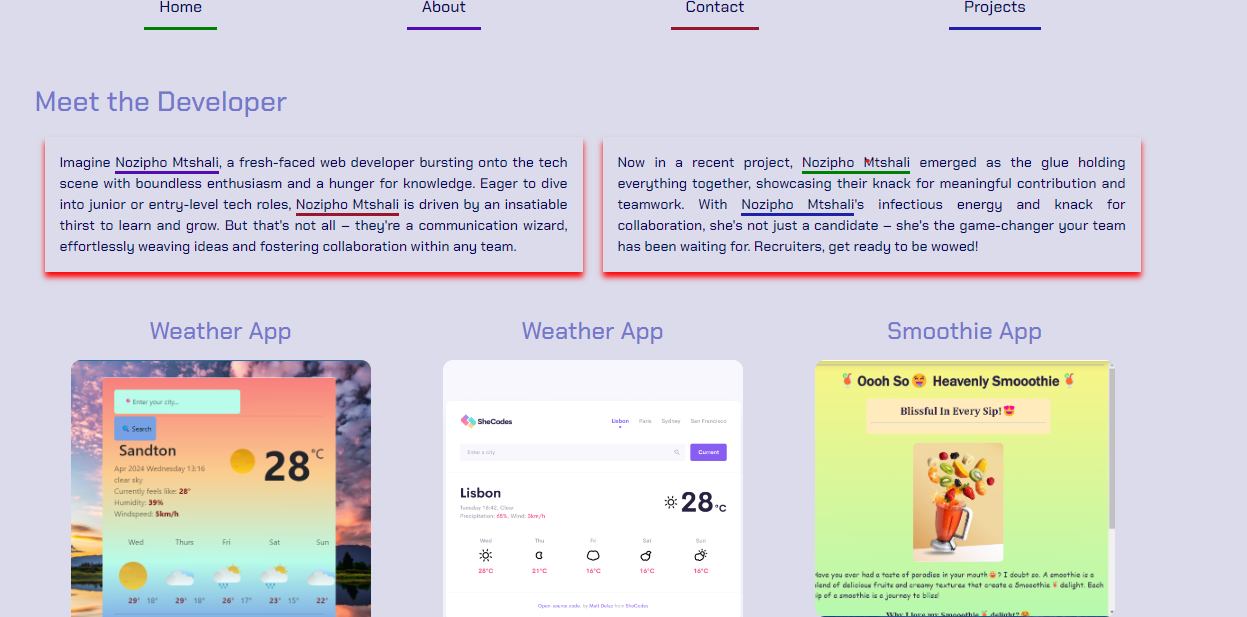 Home About Contact Projects
Meet the Developer
Imagine Nozipho Mtshali, a fresh-faced web developer bursting onto the tech
scene with boundless enthusiasm and a hunger for knowledge. Eager to dive
into junior or entry-level tech roles, Nozipho Mtshali is driven by an insatiable
thirst to learn and grow. But that's not all – they're a communication wizard,
effortlessly weaving ideas and fostering collaboration within any team.
Now in a recent project, Nozipho Mtshali emerged as the glue holding
everything together, showcasing their knack for meaningful contribution and
teamwork. With Nozipho Mtshali's infectious energy and knack for
collaboration, she's not just a candidate – she's the game-changer your team
has been waiting for. Recruiters, get ready to be wowed!
Weather App
Enter your city...
Search
Sandton
Apr 2024 Wednesday 13:16
clear sky
Currently feels like: 28°
Humidity: 39%
Windspeed: 5km/h
28°C
Wed Thurs Fri Sat Sun
29° 18° 29° 18° 26° 17° 23° 15° 22°
Weather App
SheCodes
Lisbon Paris Sydney San Francisco
Enter a city
Current
Lisbon
Tuesday 18:42, Clear
Precipitation: 65%, Wind: 3km/h
28°C
Wed Thu Fri Sat Sun
28°C 21°C 16°C 16°C 16°C
Open-source code, by Matt Delac from SheCodes
Smoothie App
Oooh So Heavenly Smooothie
Blissful In Every Sip!
Have you ever had a taste of paradise in your mouth? I doubt so. A smoothie is a
blend of delicious fruits and creamy textures that create a Smooothie delight. Each
sip of a smoothie is a journey to bliss!
Why I love my Smooothie delight?